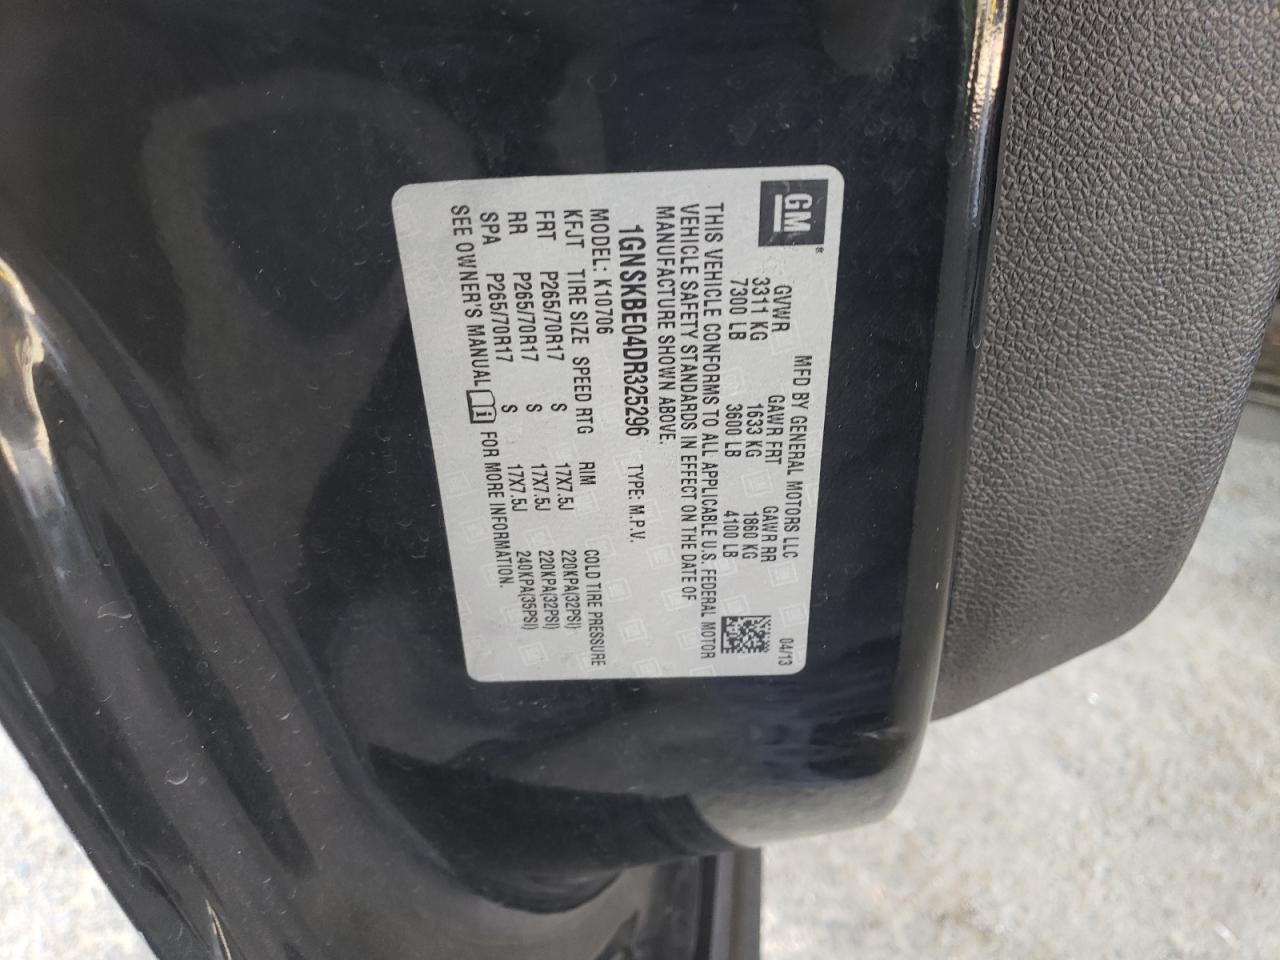 GM®
MFD BY GENERAL MOTORS LLC 04/13
GVWR GAWR FRT GAWR RR
3311 KG 1633 KG 1860 KG
7300 LB 3600 LB 4100 LB
THIS VEHICLE CONFORMS TO ALL APPLICABLE U.S. FEDERAL MOTOR
VEHICLE SAFETY STANDARDS IN EFFECT ON THE DATE OF
MANUFACTURE SHOWN ABOVE.
1GNSKBE04DR325296 TYPE: M.P.V.
MODEL: K10706
KFJT TIRE SIZE SPEED RTG RIM COLD TIRE PRESSURE
FRT P265/70R17 S 17X7.5J 220KPA(32PSI)
RR P265/70R17 S 17X7.5J 220KPA(32PSI)
SPA P265/70R17 S 17X7.5J 240KPA(35PSI)
SEE OWNER'S MANUAL i FOR MORE INFORMATION.